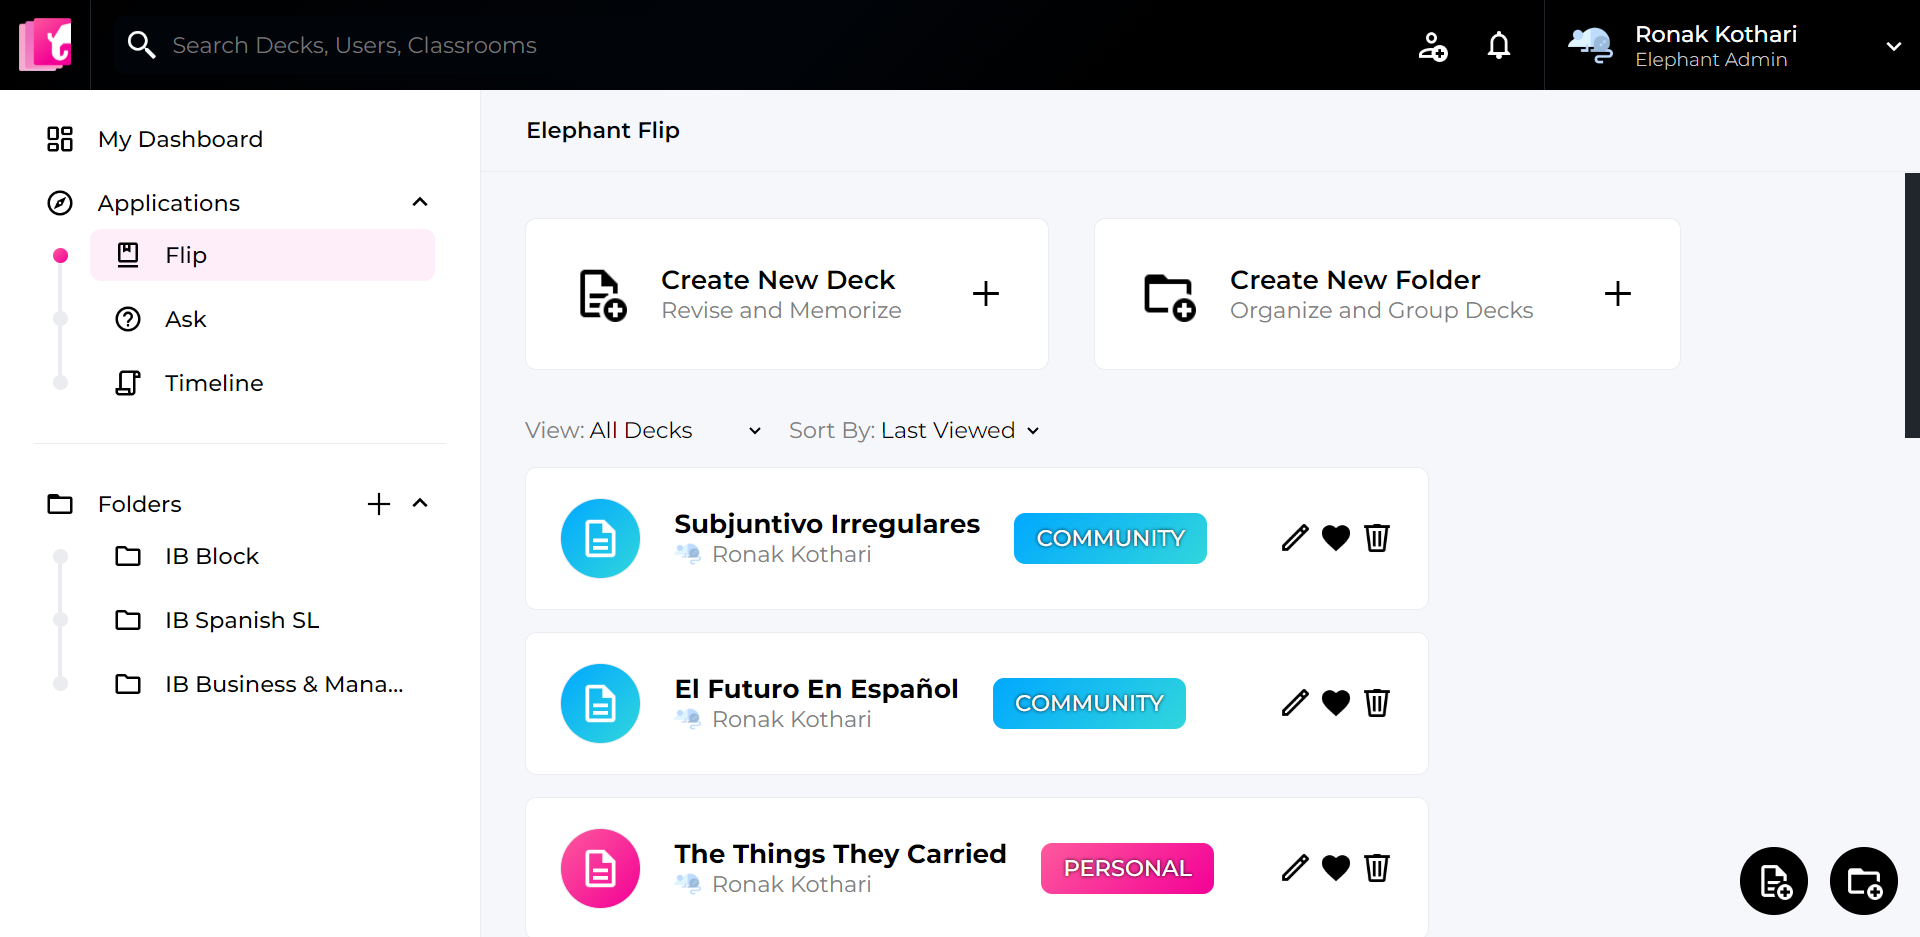 Search Decks, Users, Classrooms
Ronak Kothari
Elephant Admin
My Dashboard
Applications
Flip
Ask
Timeline
Folders
IB Block
IB Spanish SL
IB Business & Mana...
Elephant Flip
Create New Deck
Revise and Memorize
Create New Folder
Organize and Group Decks
View: All Decks
Sort By: Last Viewed
Subjuntivo Irregulares
Ronak Kothari
COMMUNITY
El Futuro En Español
Ronak Kothari
COMMUNITY
The Things They Carried
Ronak Kothari
PERSONAL